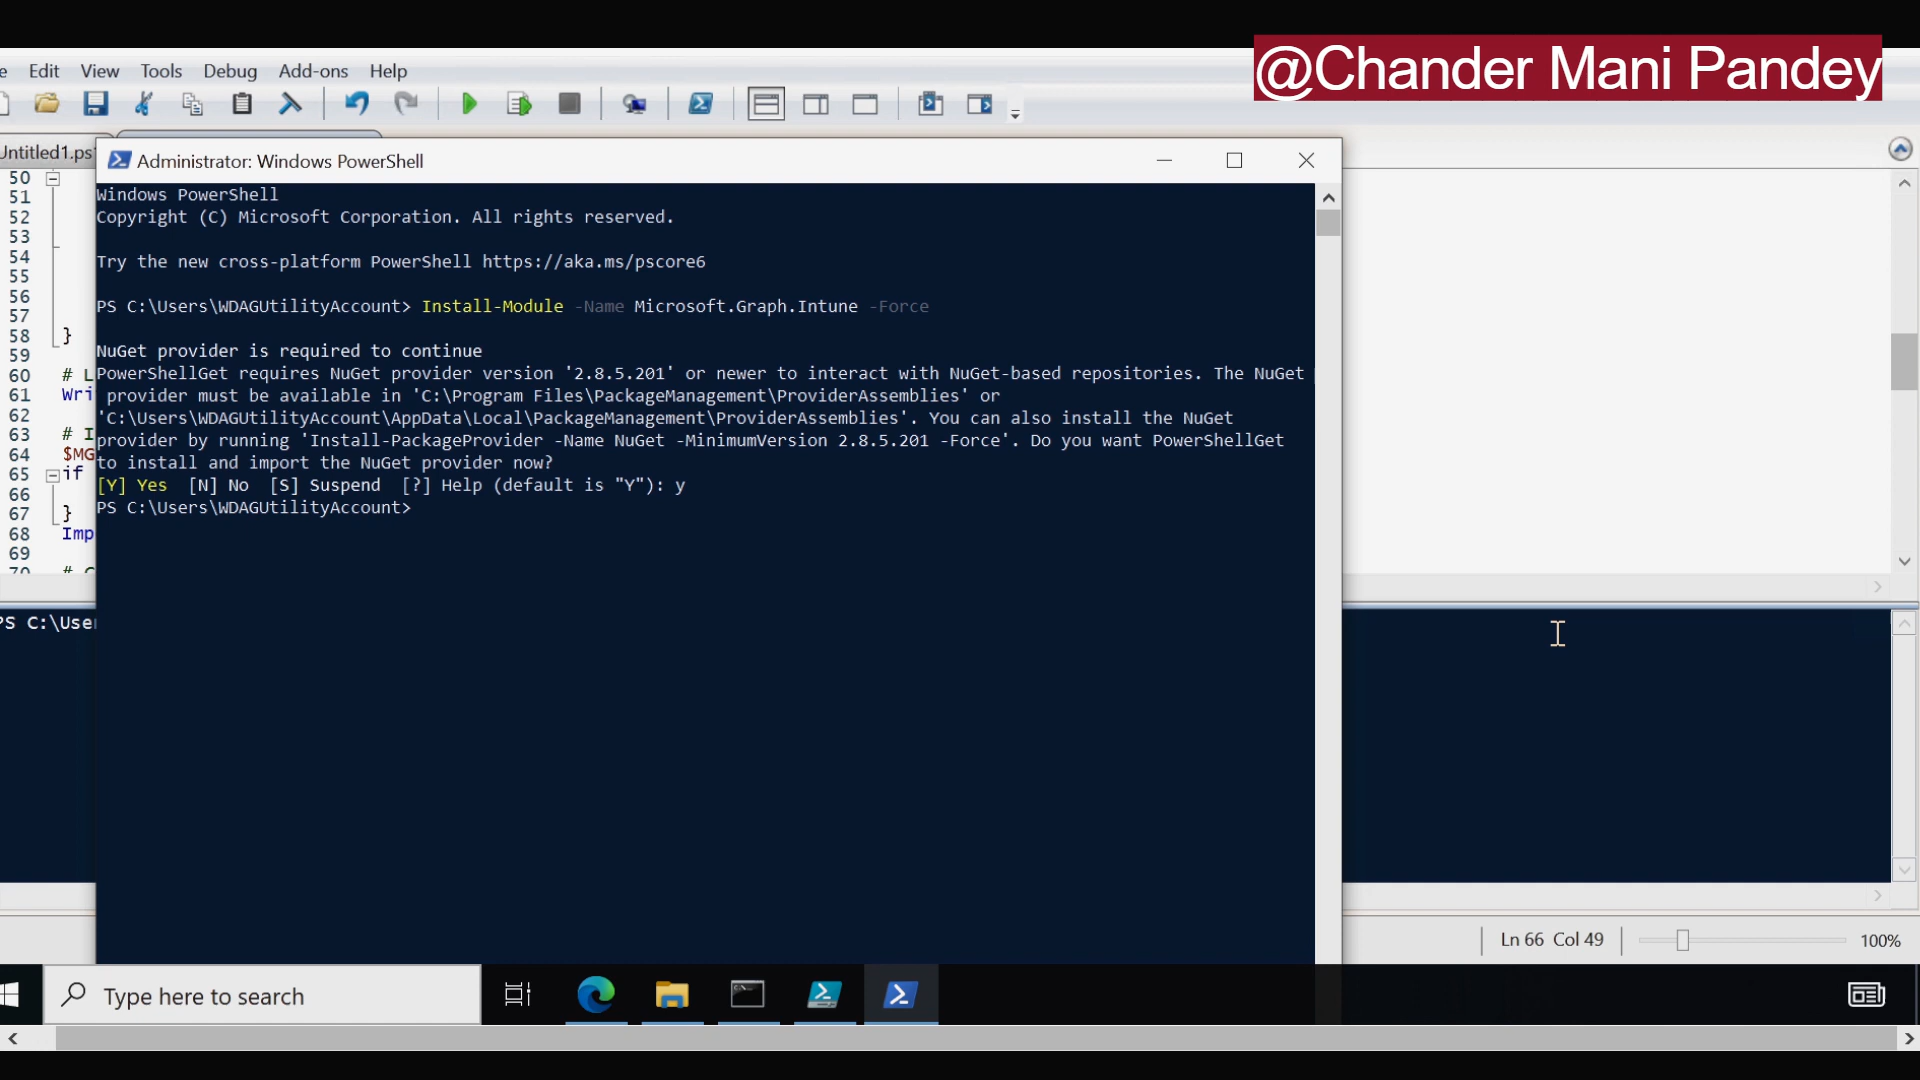 @Chander Mani Pandey
Edit View Tools Debug Add-ons Help
Untitled1.ps
Administrator: Windows PowerShell
50
51
52
53
54
55
56
57
58 }
59
60 # L
61 Wri
62
63 # I
64 $MG
65 if
66
67 }
68 Imp
69
70 # C
Windows PowerShell
Copyright (C) Microsoft Corporation. All rights reserved.
Try the new cross-platform PowerShell https://aka.ms/pscore6
PS C:\Users\WDAGUtilityAccount> Install-Module -Name Microsoft.Graph.Intune -Force
NuGet provider is required to continue
PowerShellGet requires NuGet provider version '2.8.5.201' or newer to interact with NuGet-based repositories. The NuGet
provider must be available in 'C:\Program Files\PackageManagement\ProviderAssemblies' or
'C:\Users\WDAGUtilityAccount\AppData\Local\PackageManagement\ProviderAssemblies'. You can also install the NuGet
provider by running 'Install-PackageProvider -Name NuGet -MinimumVersion 2.8.5.201 -Force'. Do you want PowerShellGet
to install and import the NuGet provider now?
[Y] Yes [N] No [S] Suspend [?] Help (default is "Y"): y
PS C:\Users\WDAGUtilityAccount>
PS C:\User
Ln 66 Col 49
100%
Type here to search